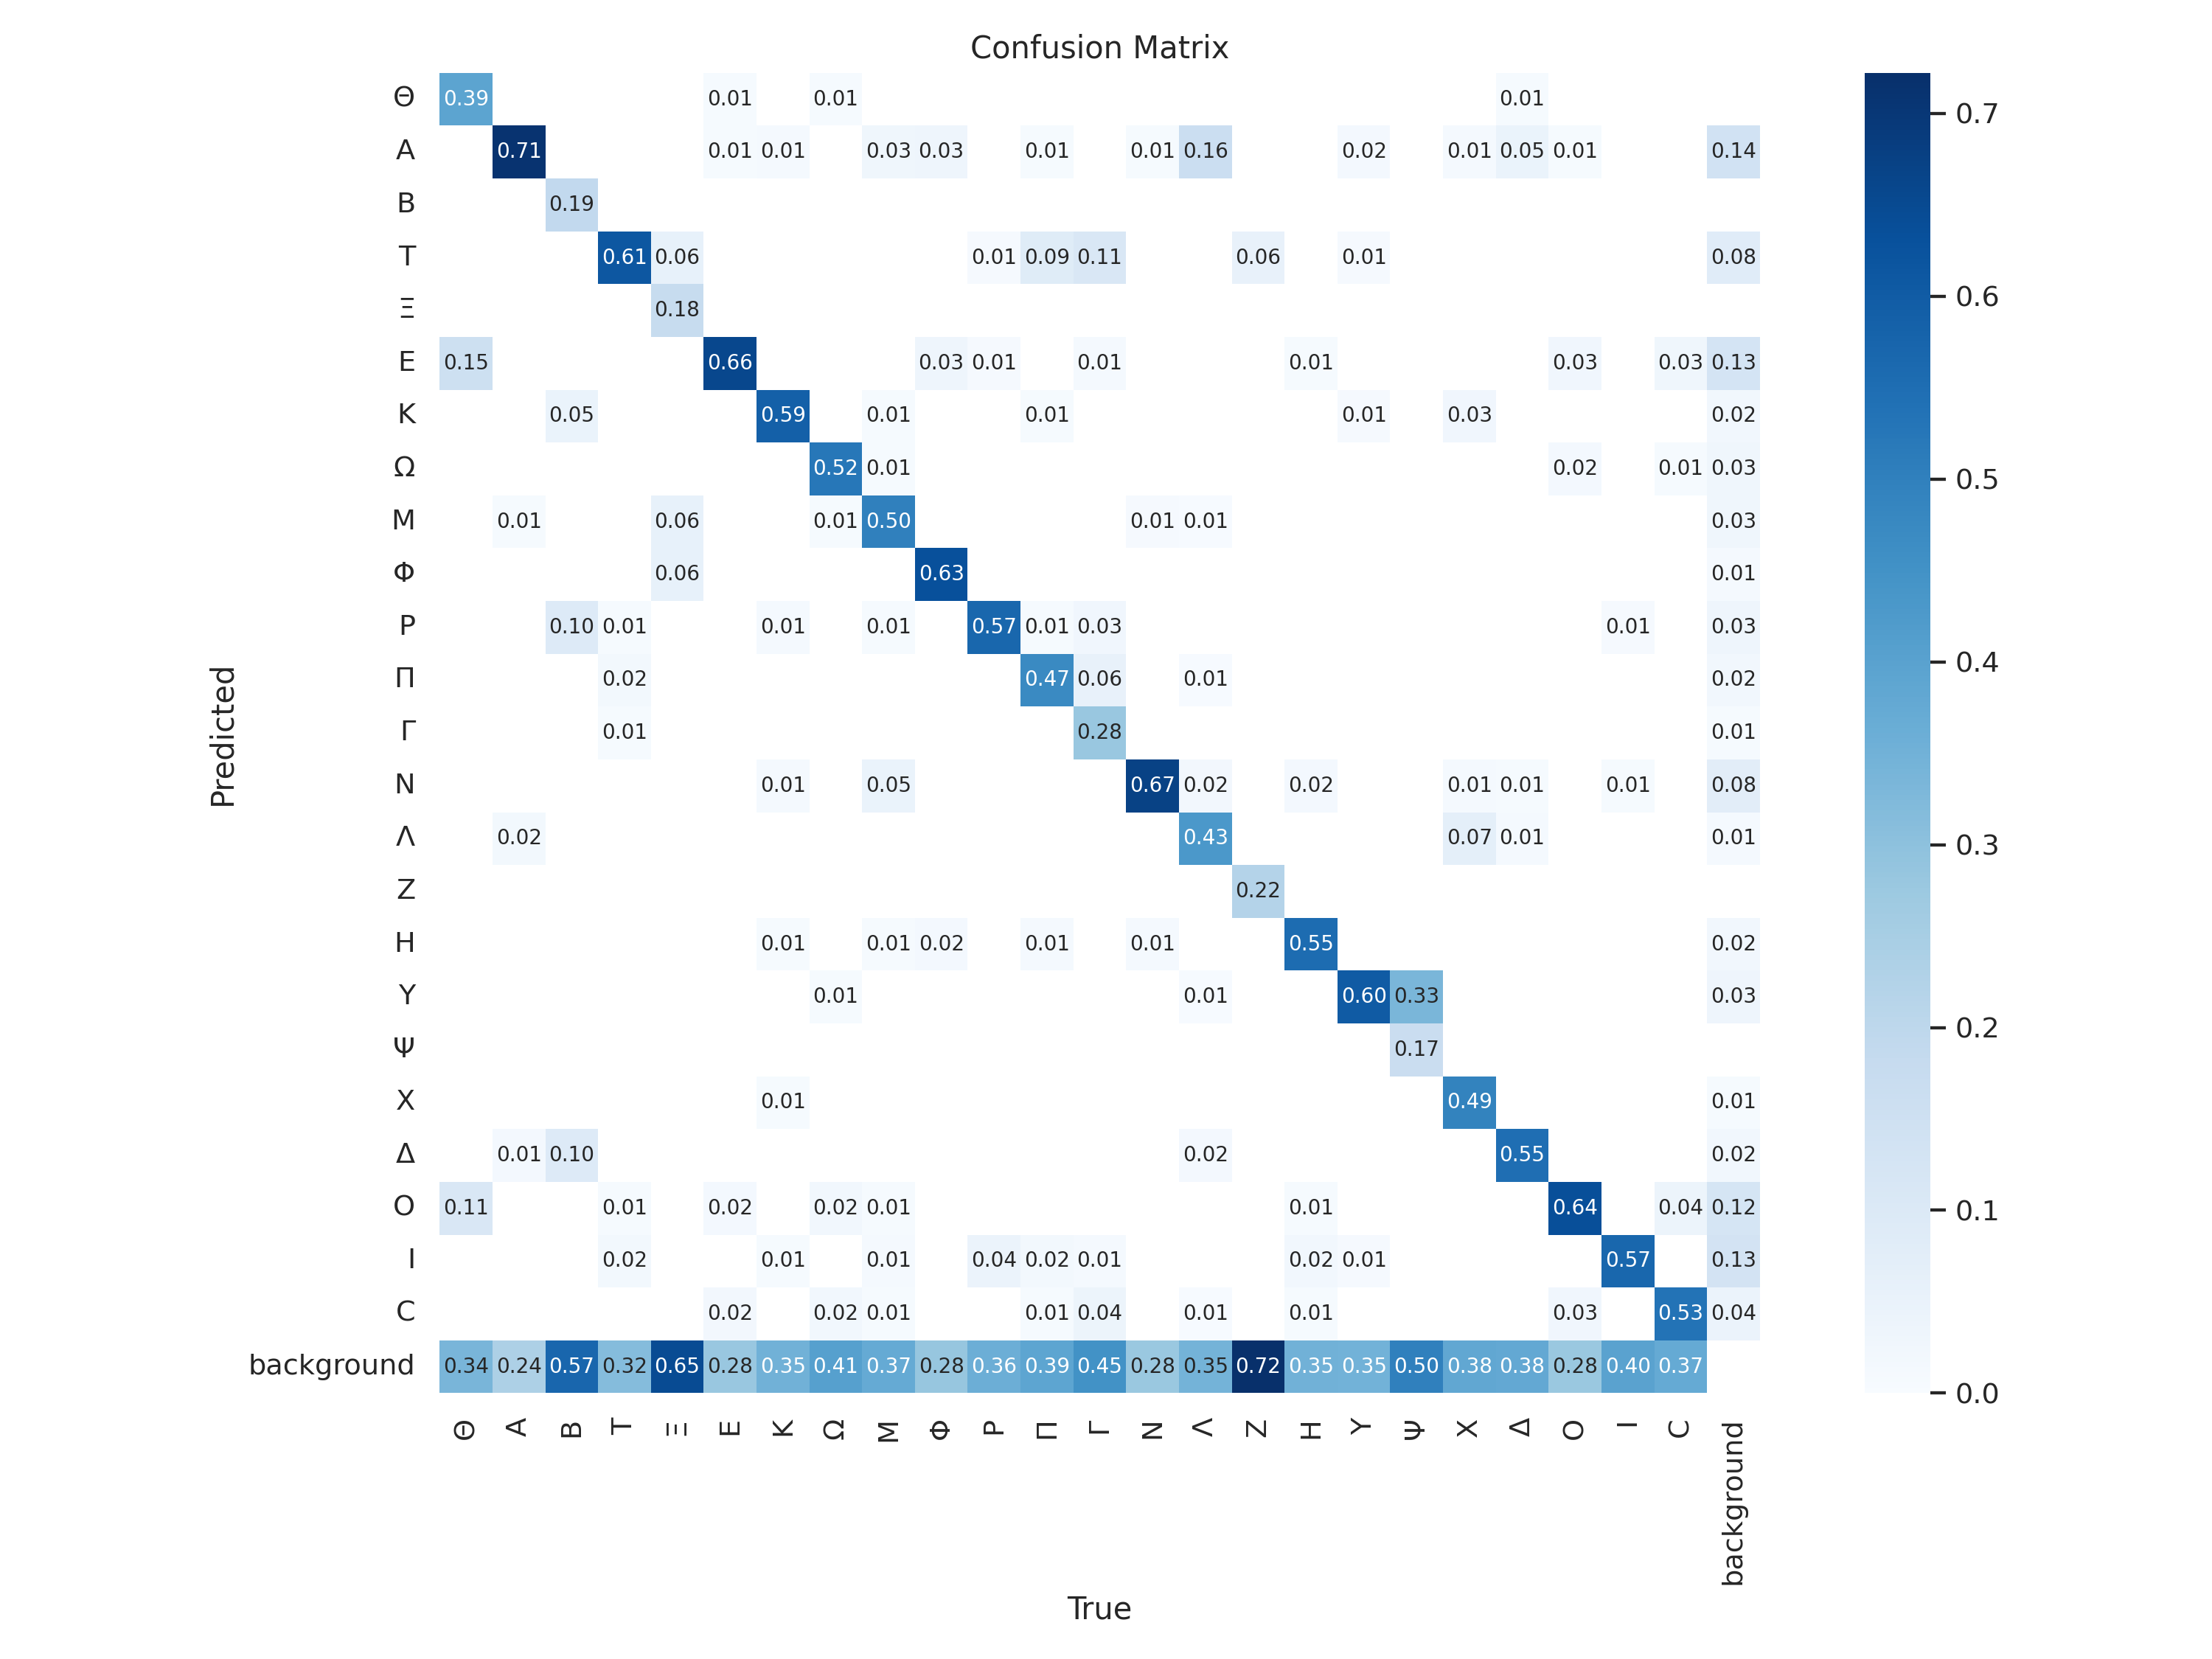 Confusion Matrix
Θ 0.39 0.01 0.01 0.01
Α 0.71 0.01 0.01 0.03 0.03 0.01 0.01 0.16 0.02 0.01 0.05 0.01 0.14
Β 0.19
Τ 0.61 0.06 0.01 0.09 0.11 0.06 0.01 0.08
Ξ 0.18
Ε 0.15 0.66 0.03 0.01 0.01 0.01 0.03 0.03 0.13
Κ 0.05 0.59 0.01 0.01 0.01 0.03 0.02
Ω 0.52 0.01 0.02 0.01 0.03
Μ 0.01 0.06 0.01 0.50 0.01 0.01 0.03
Φ 0.06 0.63 0.01
Ρ 0.10 0.01 0.01 0.01 0.57 0.01 0.03 0.01 0.03
Π 0.02 0.47 0.06 0.01 0.02
Γ 0.01 0.28 0.01
Ν 0.01 0.05 0.67 0.02 0.02 0.01 0.01 0.01 0.08
Λ 0.02 0.43 0.07 0.01 0.01
Ζ 0.22
Η 0.01 0.01 0.02 0.01 0.01 0.55 0.02
Υ 0.01 0.01 0.60 0.33 0.03
Ψ 0.17
Χ 0.01 0.49 0.01
Δ 0.01 0.10 0.02 0.55 0.02
Ο 0.11 0.01 0.02 0.02 0.01 0.01 0.64 0.04 0.12
Ι 0.02 0.01 0.01 0.04 0.02 0.01 0.02 0.01 0.57 0.13
C 0.02 0.02 0.01 0.01 0.04 0.01 0.01 0.03 0.53 0.04
background 0.34 0.24 0.57 0.32 0.65 0.28 0.35 0.41 0.37 0.28 0.36 0.39 0.45 0.28 0.35 0.72 0.35 0.35 0.50 0.38 0.38 0.28 0.40 0.37
Θ Α Β Τ Ξ Ε Κ Ω Μ Φ Ρ Π Γ Ν Λ Ζ Η Υ Ψ Χ Δ Ο Ι C background
True
Predicted
0.7
0.6
0.5
0.4
0.3
0.2
0.1
0.0